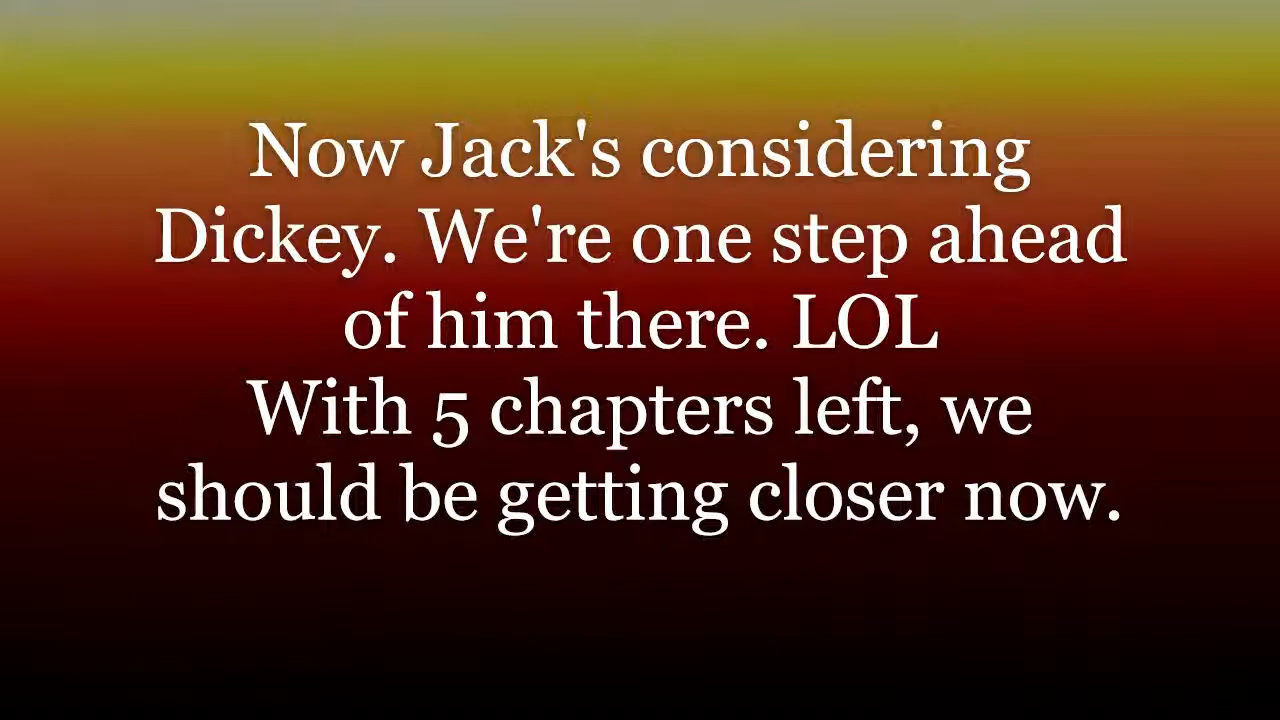 Now Jack's considering
Dickey. We're one step ahead
of him there. LOL
With 5 chapters left, we
should be getting closer now.